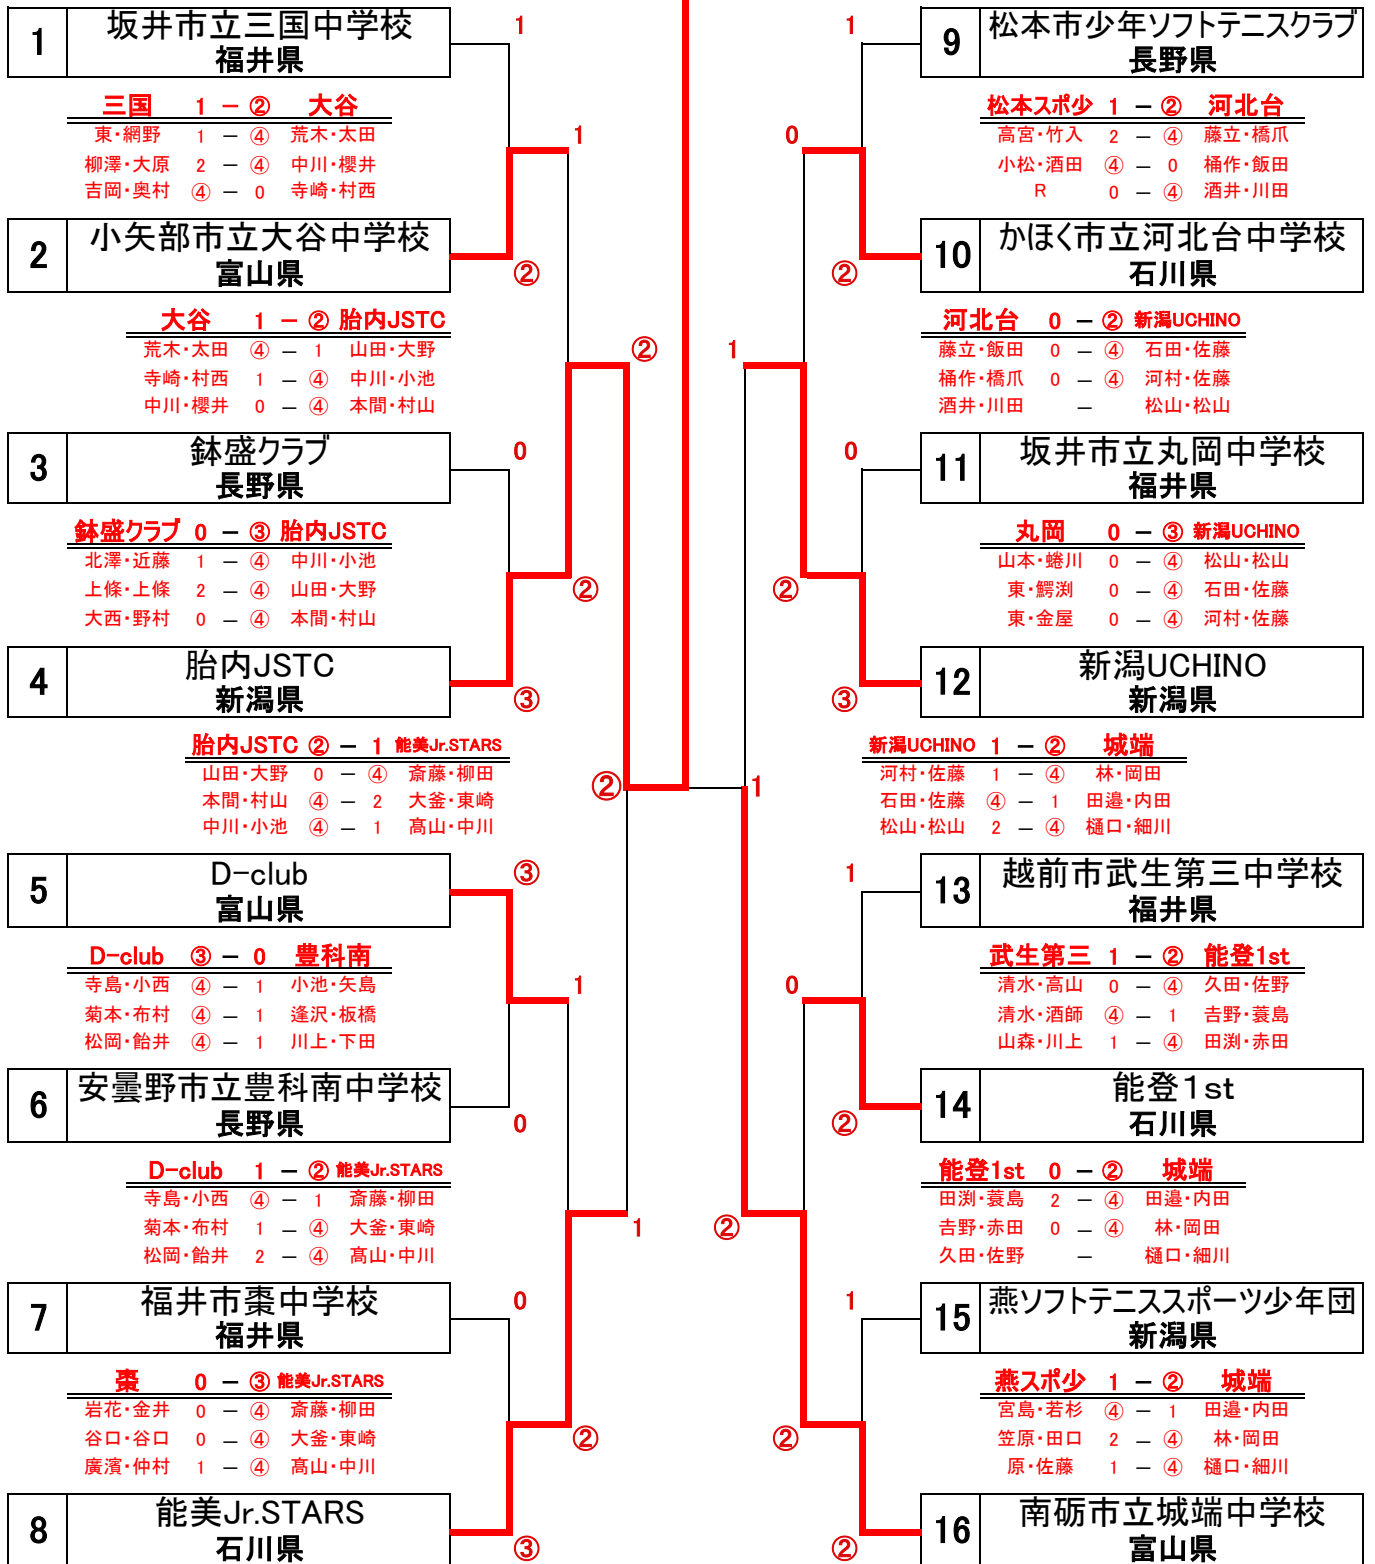 1
1
1 坂井市立三国中学校
福井県
三国 1 － ② 大谷
東・網野 1 － ④ 荒木・太田
柳澤・大原 2 － ④ 中川・櫻井
吉岡・奥村 ④ － 0 寺崎・村西
1
2 小矢部市立大谷中学校
富山県
②
大谷 1 － ② 胎内JSTC
荒木・太田 ④ － 1 山田・大野
寺崎・村西 1 － ④ 中川・小池
中川・櫻井 0 － ④ 本間・村山
②
3 鉢盛クラブ
長野県
0
鉢盛クラブ 0 － ③ 胎内JSTC
北澤・近藤 1 － ④ 中川・小池
上條・上條 2 － ④ 山田・大野
大西・野村 0 － ④ 本間・村山
②
4 胎内JSTC
新潟県
③
胎内JSTC ② － 1 能美Jr.STARS
山田・大野 0 － ④ 斎藤・柳田
本間・村山 ④ － 2 大釜・東崎
中川・小池 ④ － 1 髙山・中川
②
5 D-club
富山県
③
D-club ③ － 0 豊科南
寺島・小西 ④ － 1 小池・矢島
菊本・布村 ④ － 1 逢沢・板橋
松岡・飴井 ④ － 1 川上・下田
1
6 安曇野市立豊科南中学校
長野県
0
D-club 1 － ② 能美Jr.STARS
寺島・小西 ④ － 1 斎藤・柳田
菊本・布村 1 － ④ 大釜・東崎
松岡・飴井 2 － ④ 髙山・中川
1
7 福井市棗中学校
福井県
0
棗 0 － ③ 能美Jr.STARS
岩花・金井 0 － ④ 斎藤・柳田
谷口・谷口 0 － ④ 大釜・東崎
廣濱・仲村 1 － ④ 髙山・中川
②
8 能美Jr.STARS
石川県
③
9 松本市少年ソフトテニスクラブ
長野県
松本スポ少 1 － ② 河北台
高宮・竹入 2 － ④ 藤立・橋爪
小松・酒田 ④ － 0 桶作・飯田
R 0 － ④ 酒井・川田
0
10 かほく市立河北台中学校
石川県
②
河北台 0 － ② 新潟UCHINO
藤立・飯田 0 － ④ 石田・佐藤
桶作・橋爪 0 － ④ 河村・佐藤
酒井・川田 － 松山・松山
1
11 坂井市立丸岡中学校
福井県
0
丸岡 0 － ③ 新潟UCHINO
山本・蜷川 0 － ④ 松山・松山
東・鰐渕 0 － ④ 石田・佐藤
東・金屋 0 － ④ 河村・佐藤
②
12 新潟UCHINO
新潟県
③
新潟UCHINO 1 － ② 城端
河村・佐藤 1 － ④ 林・岡田
石田・佐藤 ④ － 1 田邉・内田
松山・松山 2 － ④ 樋口・細川
1
13 越前市武生第三中学校
福井県
1
武生第三 1 － ② 能登1st
清水・高山 0 － ④ 久田・佐野
清水・酒師 ④ － 1 吉野・蓑島
山森・川上 1 － ④ 田渕・赤田
0
14 能登１st
石川県
②
能登1st 0 － ② 城端
田渕・蓑島 2 － ④ 田邉・内田
吉野・赤田 0 － ④ 林・岡田
久田・佐野 － 樋口・細川
②
15 燕ソフトテニススポーツ少年団
新潟県
1
燕スポ少 1 － ② 城端
宮島・若杉 ④ － 1 田邉・内田
笠原・田口 2 － ④ 林・岡田
原・佐藤 1 － ④ 樋口・細川
②
16 南砺市立城端中学校
富山県
②